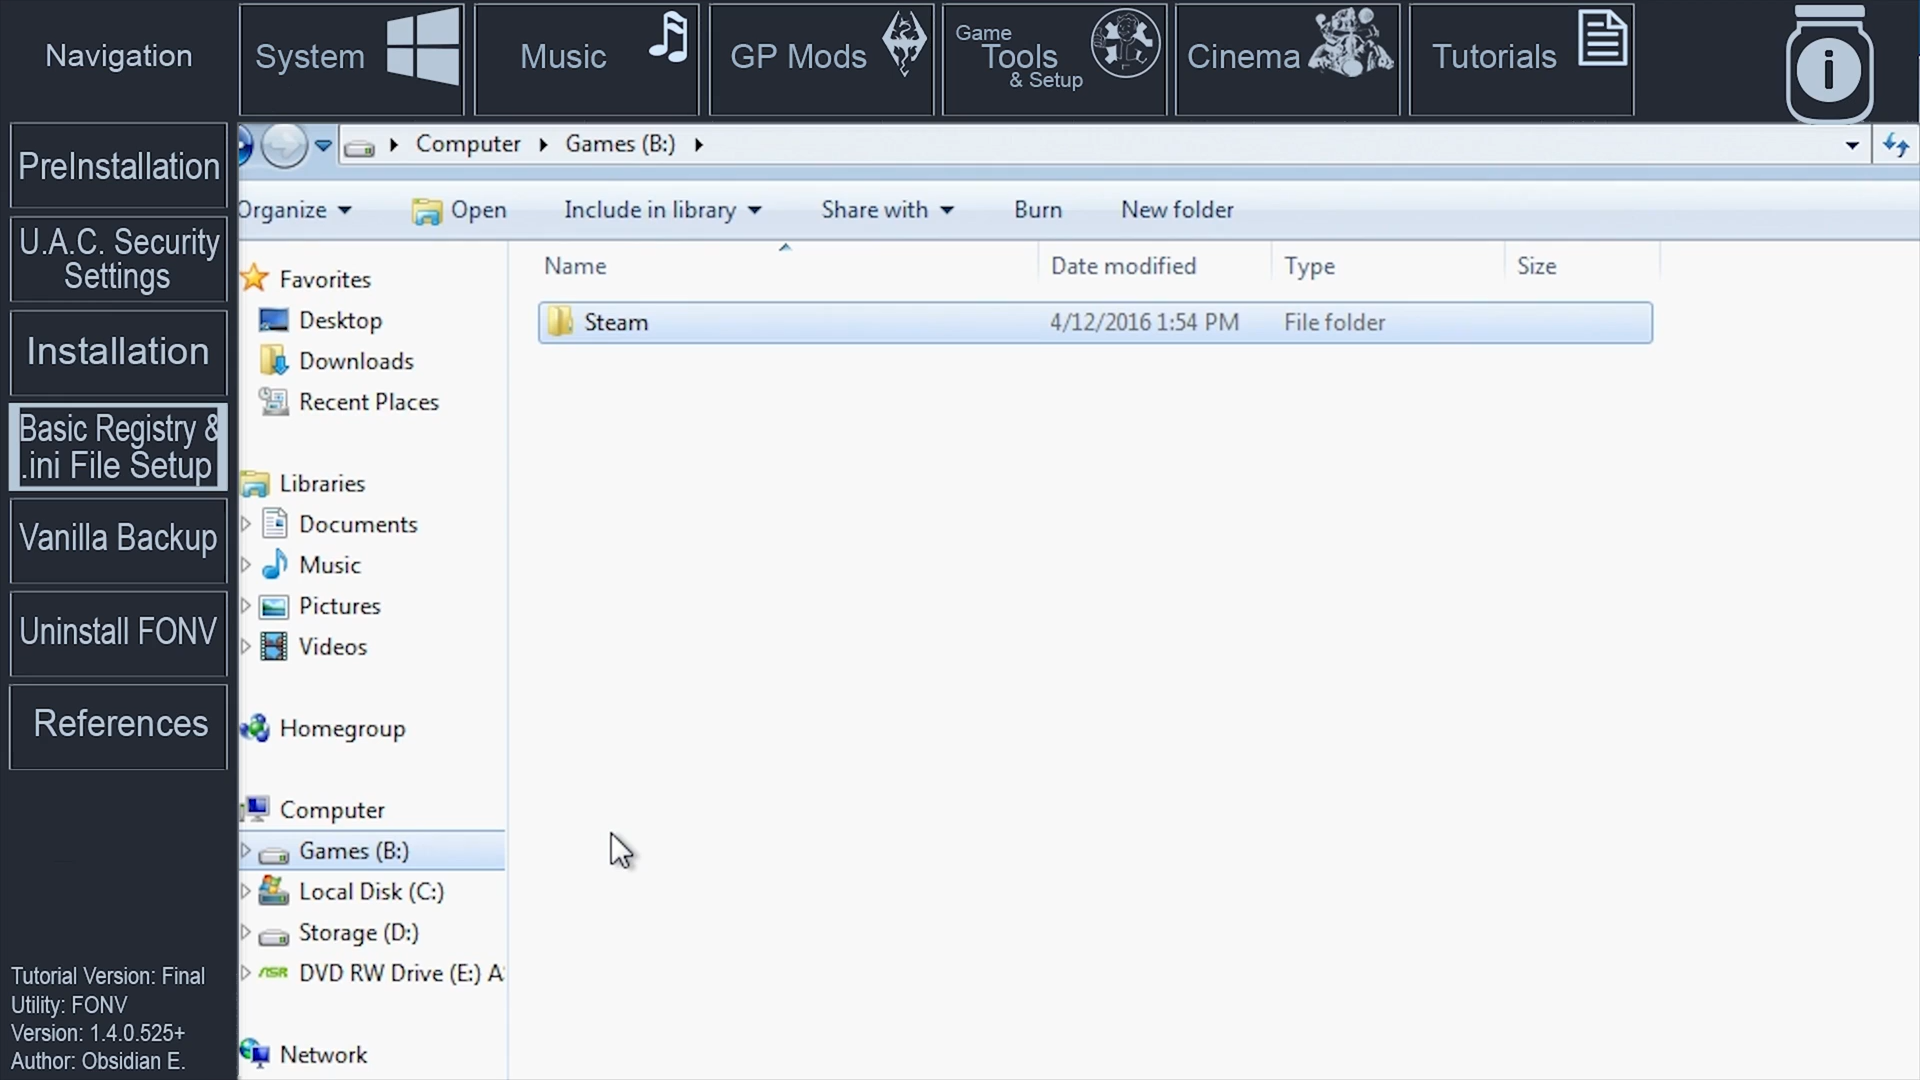 Navigation
System
Music
GP Mods
Game
Tools
& Setup
Cinema
Tutorials
i
PreInstallation
U.A.C. Security
Settings
Installation
Basic Registry &
.ini File Setup
Vanilla Backup
Uninstall FONV
References
Tutorial Version: Final
Utility: FONV
Version: 1.4.0.525+
Author: Obsidian E.
Computer
Games (B:)
Organize
Open
Include in library
Share with
Burn
New folder
Favorites
Desktop
Downloads
Recent Places
Libraries
Documents
Music
Pictures
Videos
Homegroup
Computer
Games (B:)
Local Disk (C:)
Storage (D:)
DVD RW Drive (E:) A
Network
Name
Date modified
Type
Size
Steam
4/12/2016 1:54 PM
File folder